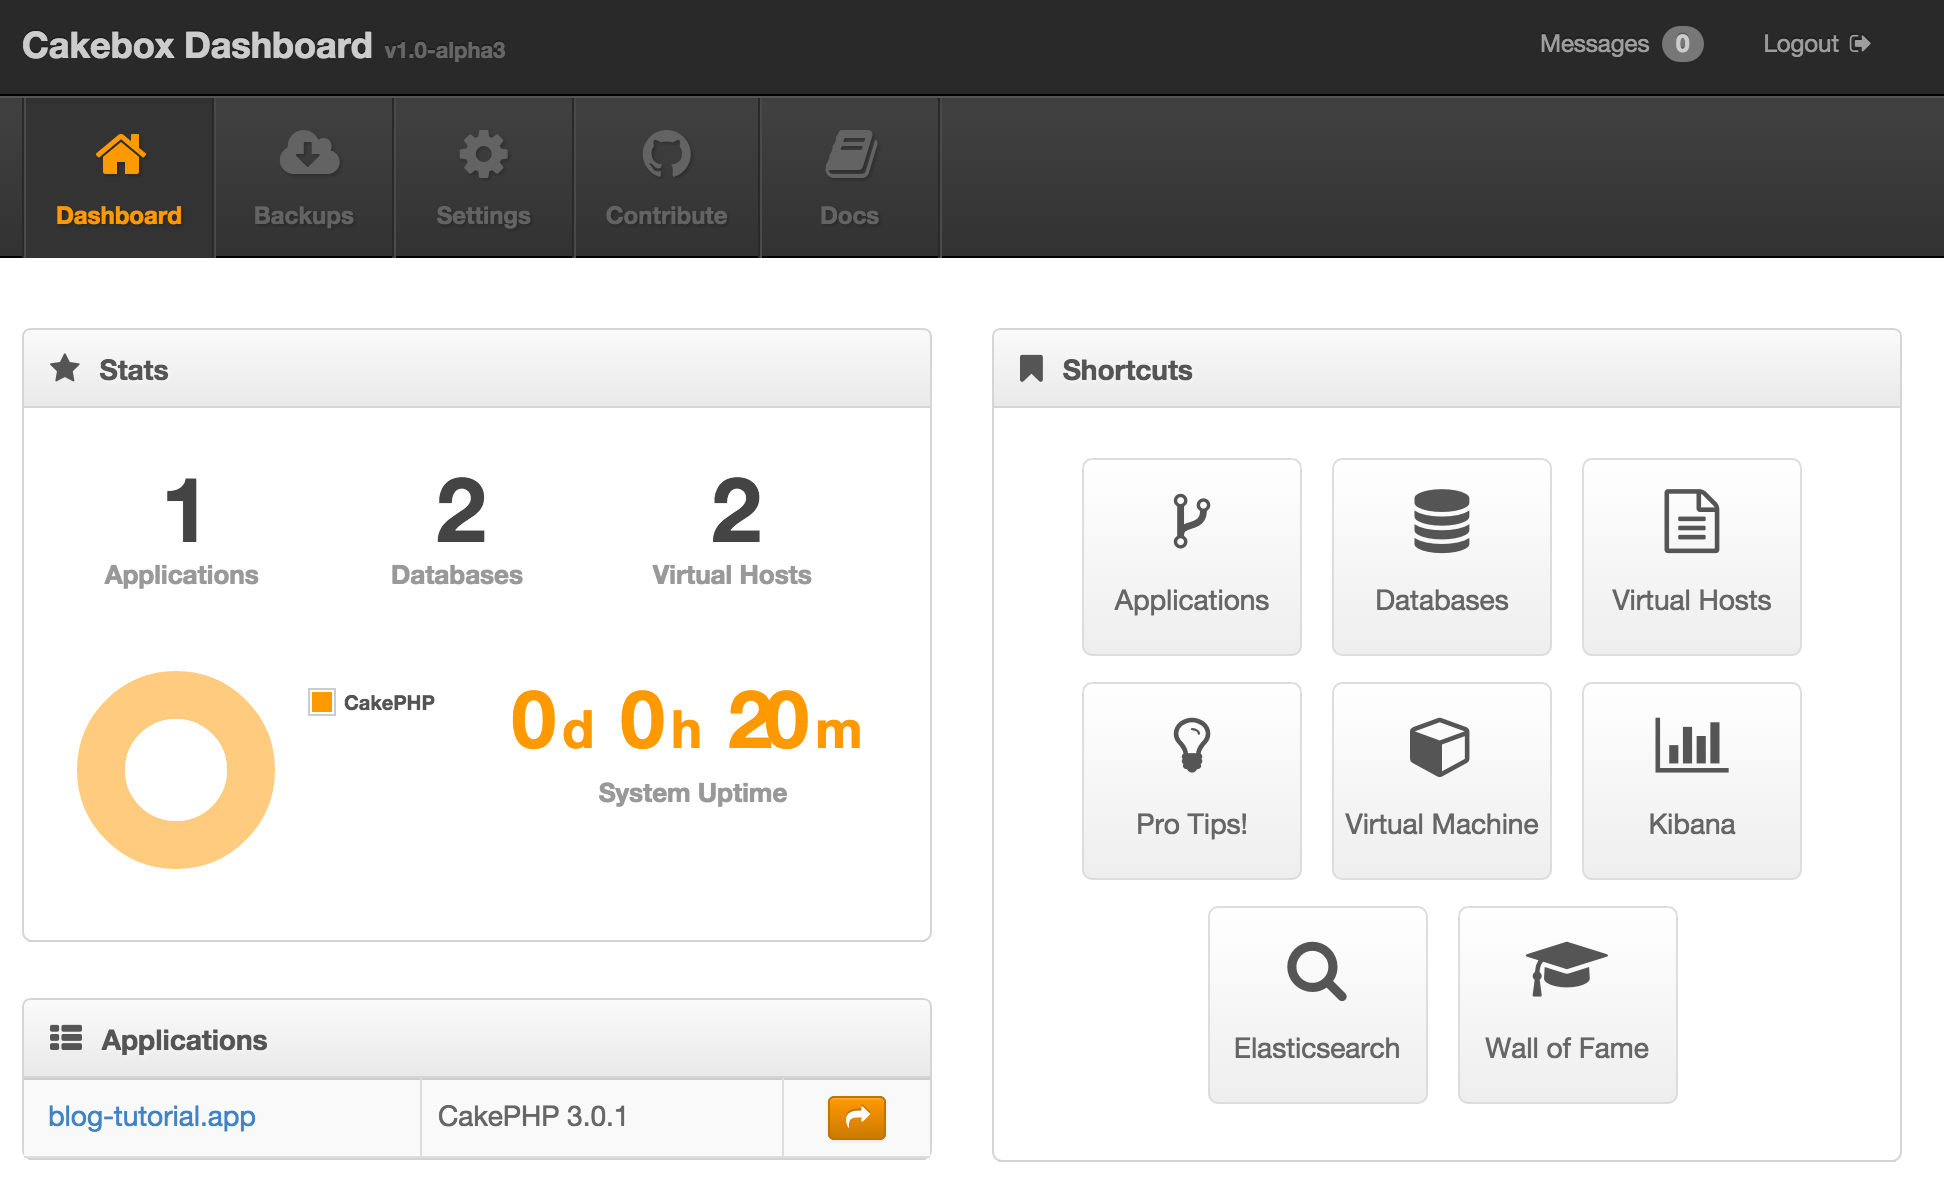 Cakebox Dashboard v1.0-alpha3
Messages 0
Logout
Dashboard
Backups
Settings
Contribute
Docs
Stats
1
Applications
2
Databases
2
Virtual Hosts
CakePHP
0d 0h 20m
System Uptime
Applications
blog-tutorial.app
CakePHP 3.0.1
Shortcuts
Applications
Databases
Virtual Hosts
Pro Tips!
Virtual Machine
Kibana
Elasticsearch
Wall of Fame